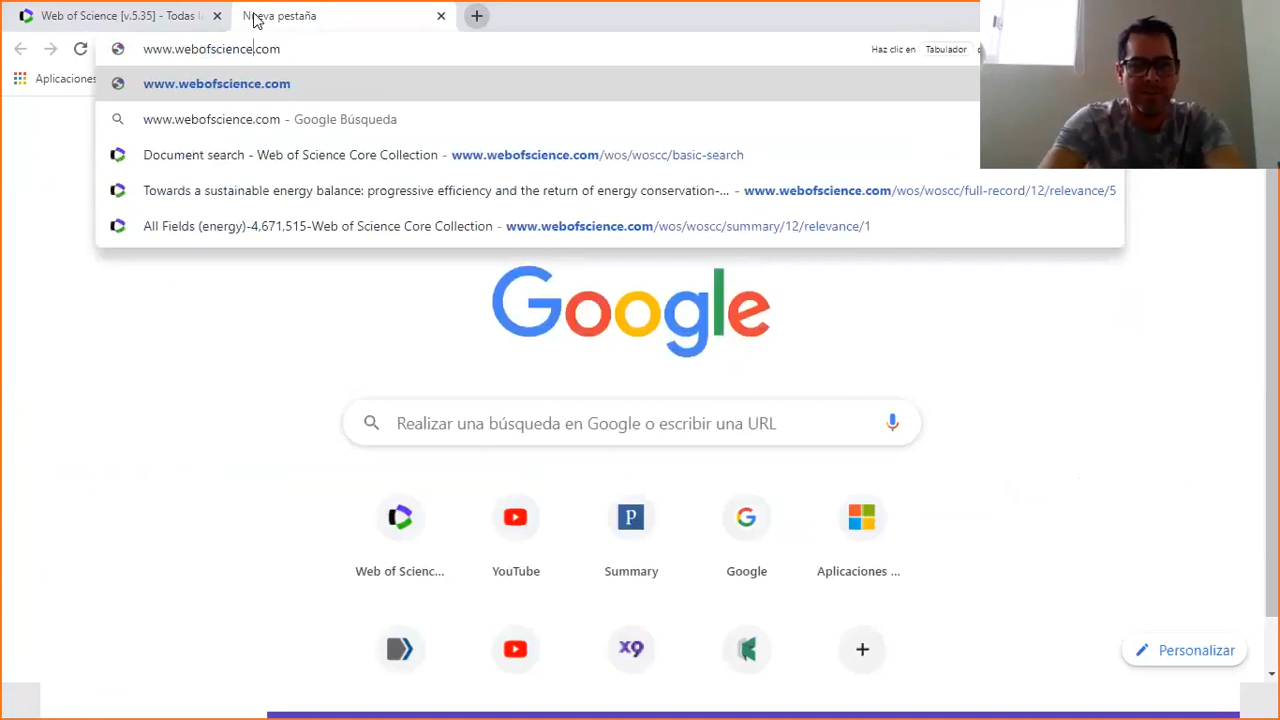 Web of Science [v.5.35] - Todas l
Nueva pestaña
www.webofscience.com
Haz clic en Tabulador
Aplicaciones
www.webofscience.com
www.webofscience.com - Google Búsqueda
Document search - Web of Science Core Collection - www.webofscience.com/wos/woscc/basic-search
Towards a sustainable energy balance: progressive efficiency and the return of energy conservation-... - www.webofscience.com/wos/woscc/full-record/12/relevance/5
All Fields (energy)-4,671,515-Web of Science Core Collection - www.webofscience.com/wos/woscc/summary/12/relevance/1
Google
Realizar una búsqueda en Google o escribir una URL
P
G
Web of Scienc...
YouTube
Summary
Google
Aplicaciones ...
x9
Personalizar